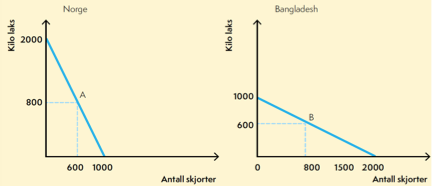 Norge
Kilo laks
2000
800
A
600 1000
Antall skjorter
Bangladesh
Kilo laks
1000
600
B
0 800 1500 2000
Antall skjorter